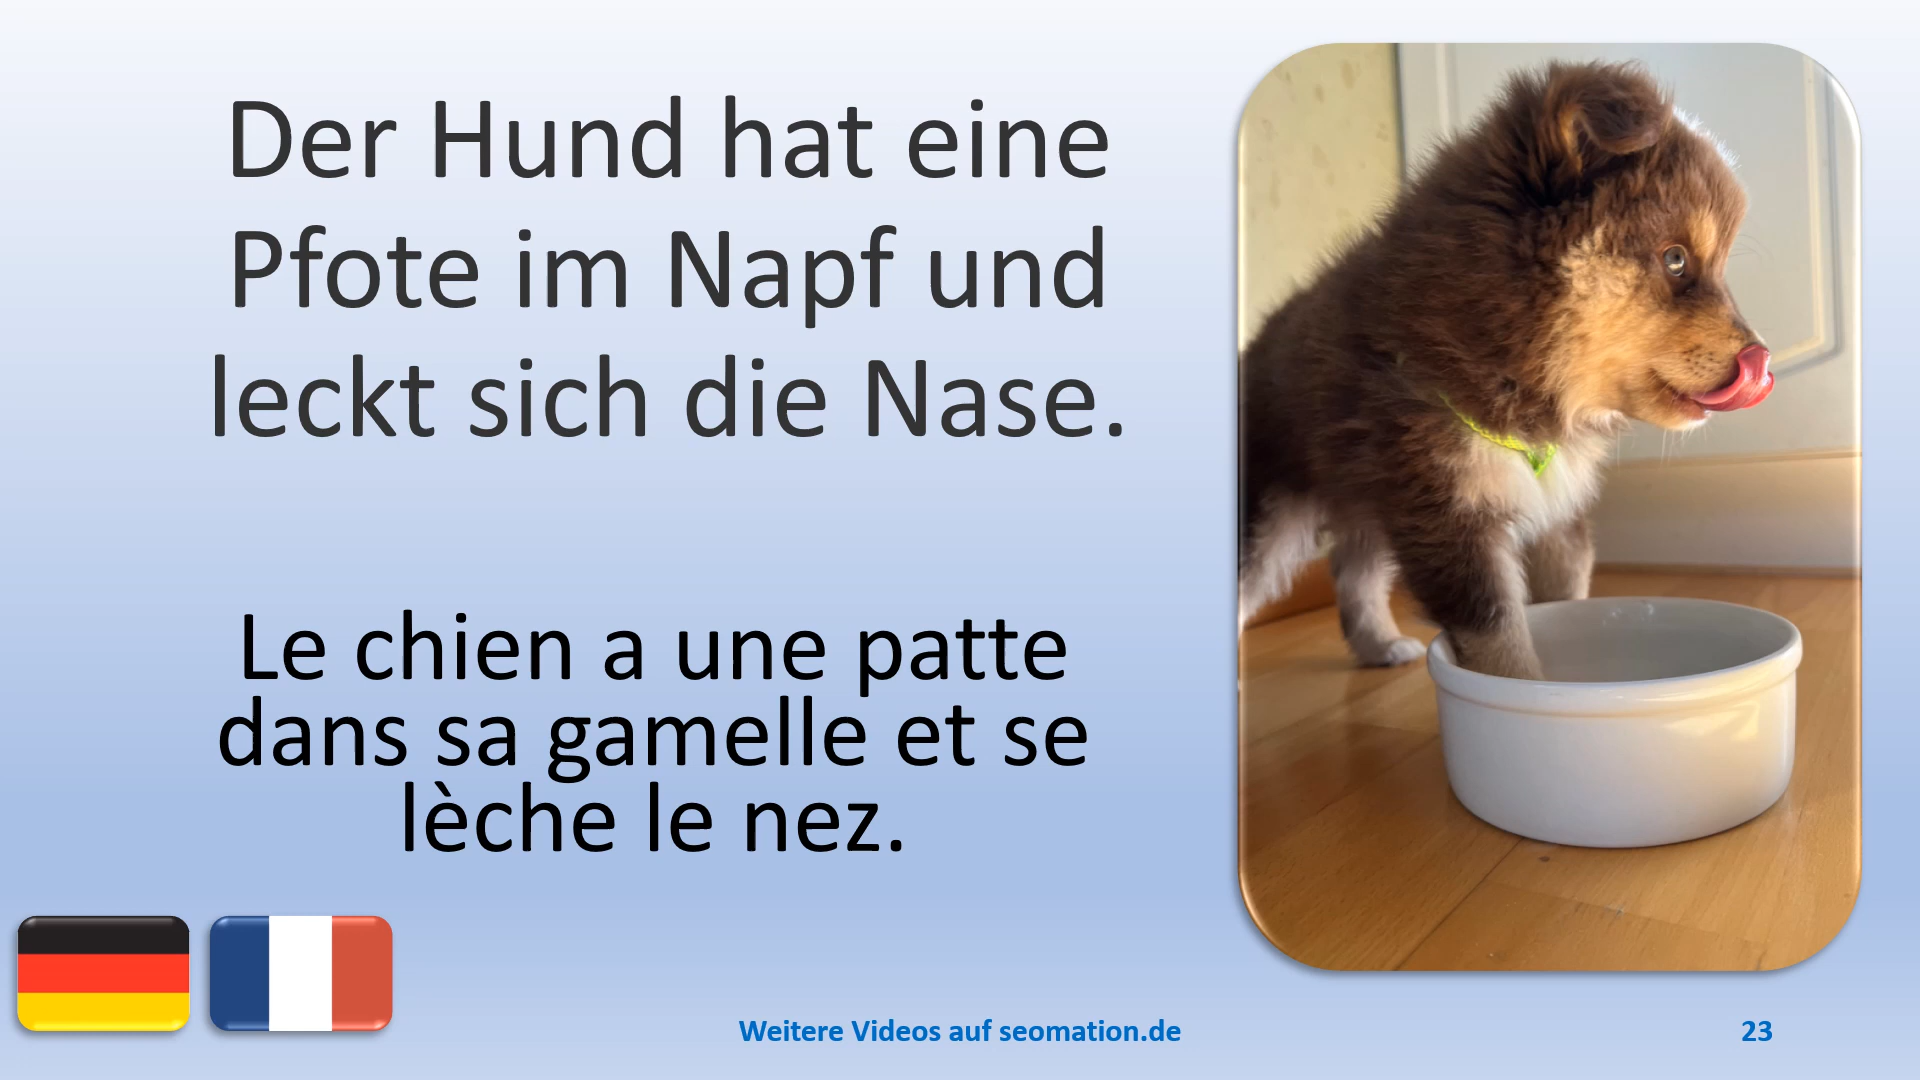 Der Hund hat eine
Pfote im Napf und
leckt sich die Nase.
Le chien a une patte
dans sa gamelle et se
lèche le nez.
Weitere Videos auf seomation.de
23